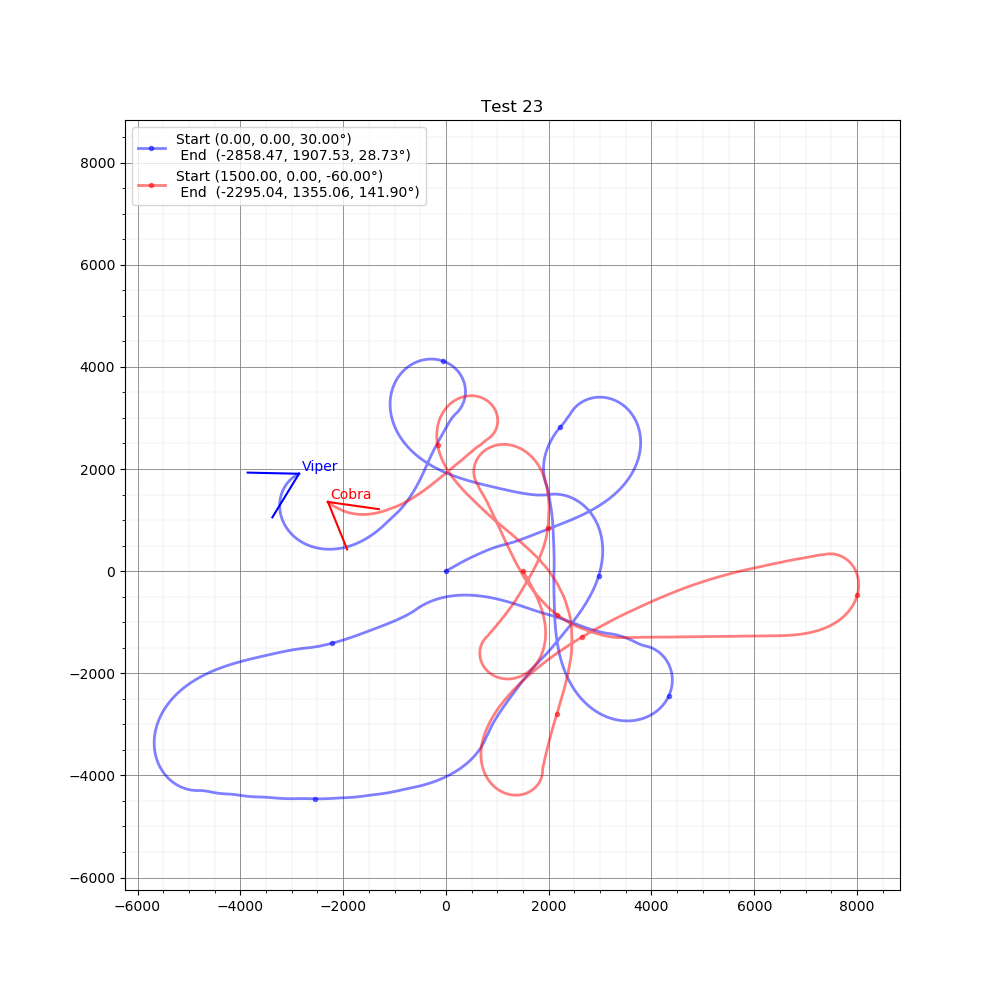 Test 23
Start (0.00, 0.00, 30.00°)
End (-2858.47, 1907.53, 28.73°)
Start (1500.00, 0.00, -60.00°)
End (-2295.04, 1355.06, 141.90°)
8000
6000
4000
2000
0
−2000
−4000
−6000
Viper
Cobra
−6000 −4000 −2000 0 2000 4000 6000 8000